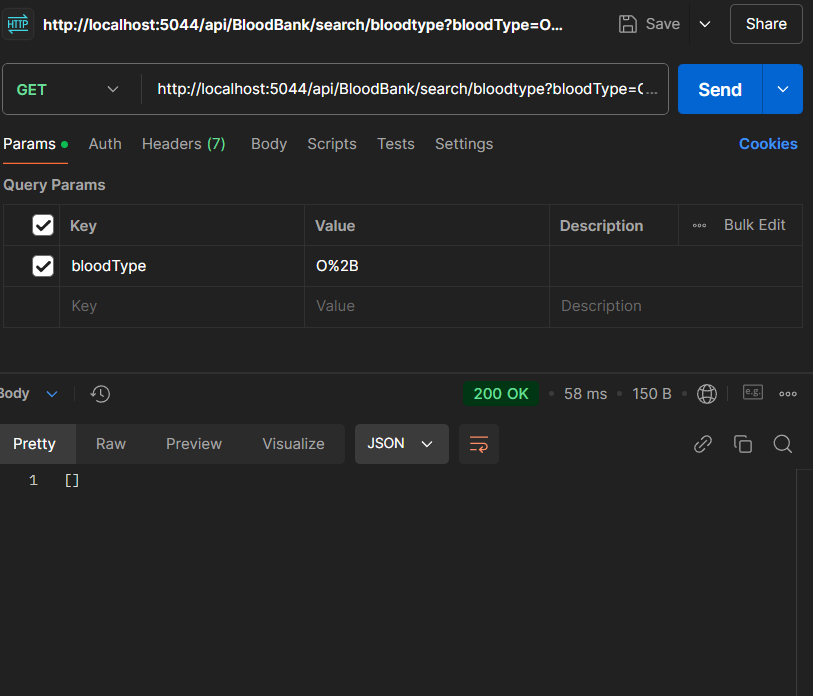 HTTP http://localhost:5044/api/BloodBank/search/bloodtype?bloodType=O... Save Share
GET http://localhost:5044/api/BloodBank/search/bloodtype?bloodType=O... Send
Params Auth Headers (7) Body Scripts Tests Settings Cookies
Query Params
Key Value Description Bulk Edit
bloodType O%2B
Key Value Description
Body 200 OK 58 ms 150 B e.g.
Pretty Raw Preview Visualize JSON
1 []